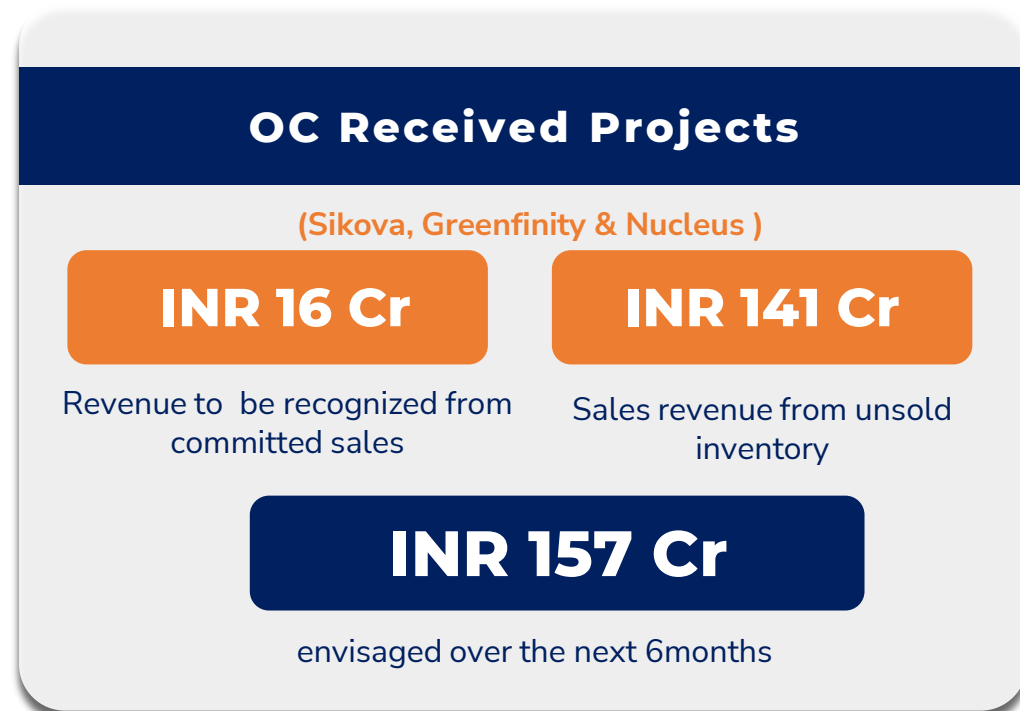 OC Received Projects
(Sikova, Greenfinity & Nucleus )
INR 16 Cr
Revenue to be recognized from
committed sales
INR 141 Cr
Sales revenue from unsold
inventory
INR 157 Cr
envisaged over the next 6months